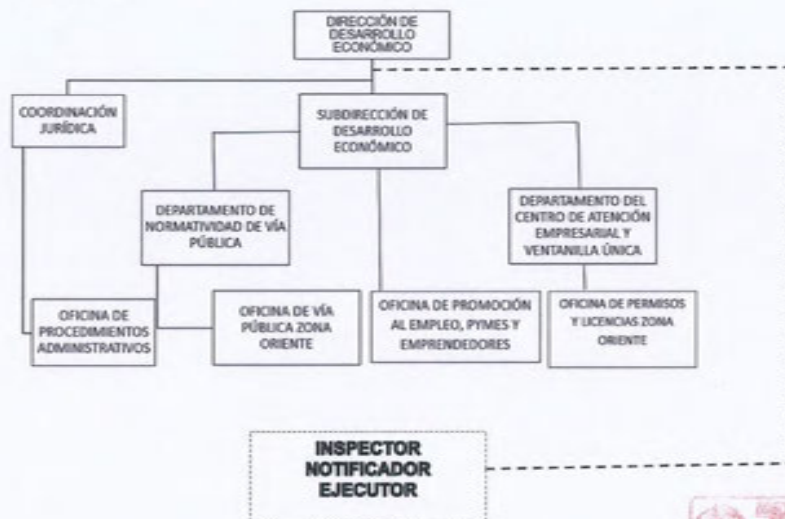 DIRECCIÓN DE
DESARROLLO
ECONÓMICO
COORDINACIÓN
JURÍDICA
SUBDIRECCIÓN DE
DESARROLLO
ECONÓMICO
DEPARTAMENTO DE
NORMATIVIDAD DE VÍA
PÚBLICA
DEPARTAMENTO DEL
CENTRO DE ATENCIÓN
EMPRESARIAL Y
VENTANILLA ÚNICA
OFICINA DE
PROCEDIMIENTOS
ADMINISTRATIVOS
OFICINA DE VÍA
PÚBLICA ZONA
ORIENTE
OFICINA DE PROMOCIÓN
AL EMPLEO, PYMES Y
EMPRENDEDORES
OFICINA DE PERMISOS
Y LICENCIAS ZONA
ORIENTE
INSPECTOR
NOTIFICADOR
EJECUTOR